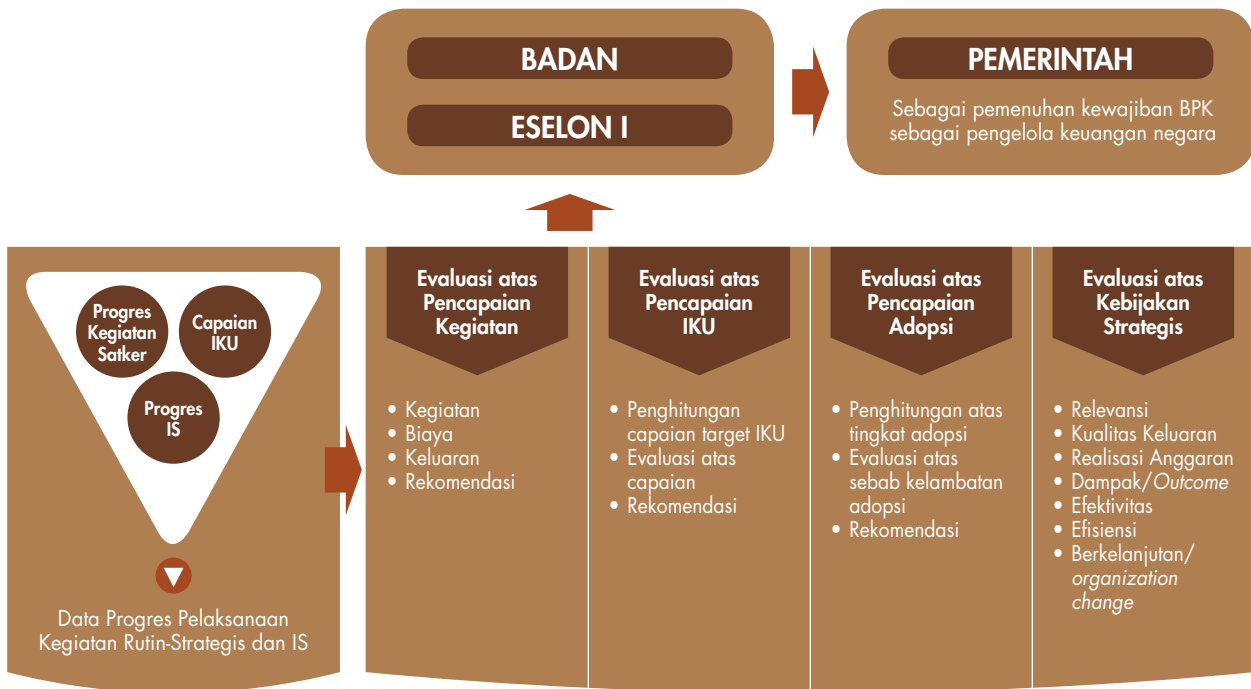 BADAN
ESELON I
PEMERINTAH
Sebagai pemenuhan kewajiban BPK
sebagai pengelola keuangan negara
Progres
Kegiatan
Satker
Capaian
IKU
Progres
IS
Data Progres Pelaksanaan
Kegiatan Rutin-Strategis dan IS
Evaluasi atas
Pencapaian
Kegiatan
• Kegiatan
• Biaya
• Keluaran
• Rekomendasi
Evaluasi atas
Pencapaian
IKU
• Penghitungan
capaian target IKU
• Evaluasi atas
capaian
• Rekomendasi
Evaluasi atas
Pencapaian
Adopsi
• Penghitungan atas
tingkat adopsi
• Evaluasi atas
sebab kelambatan
adopsi
• Rekomendasi
Evaluasi atas
Kebijakan
Strategis
• Relevansi
• Kualitas Keluaran
• Realisasi Anggaran
• Dampak/Outcome
• Efektivitas
• Efisiensi
• Berkelanjutan/
organization
change